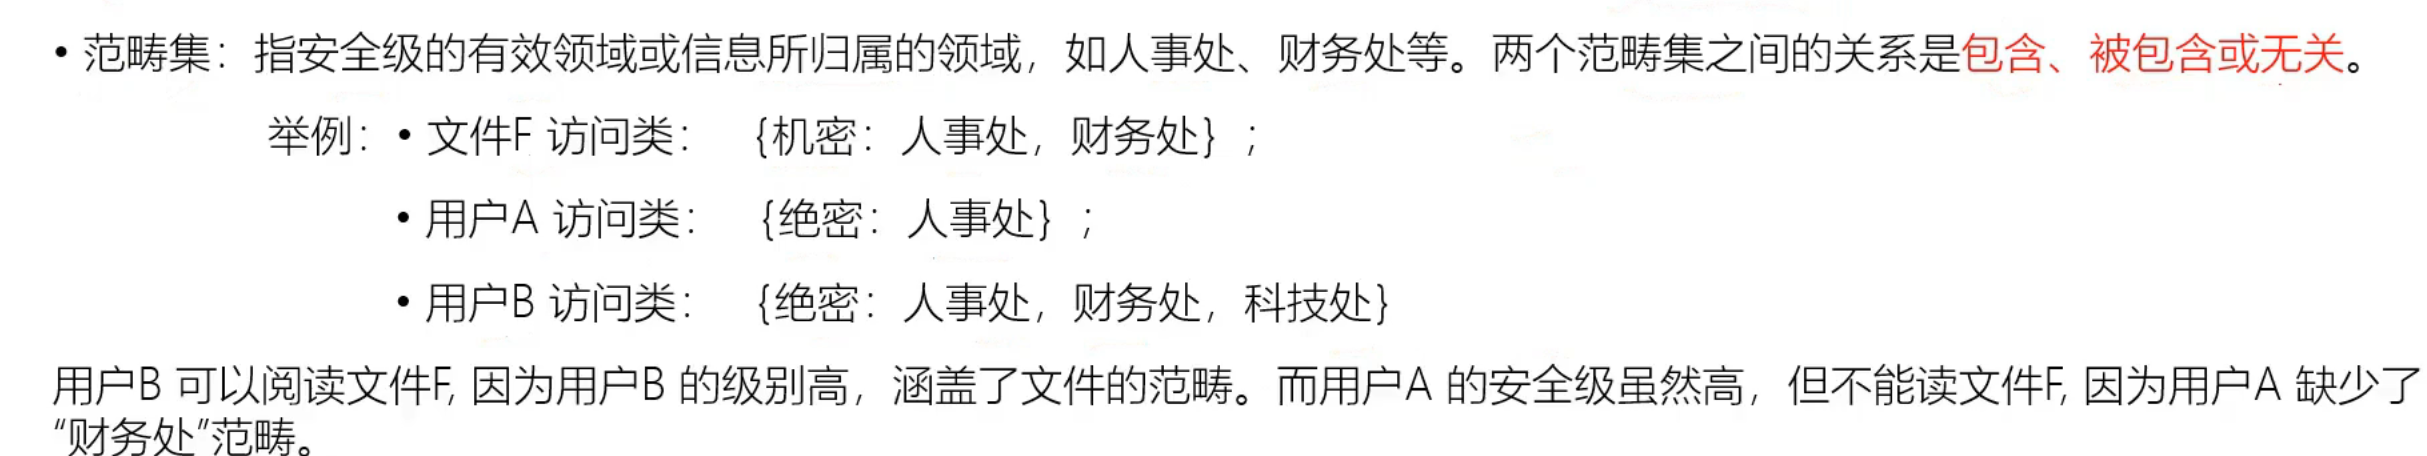 • 范畴集：指安全级的有效领域或信息所归属的领域，如人事处、财务处等。两个范畴集之间的关系是包含、被包含或无关。
举例：• 文件F 访问类： {机密：人事处，财务处} ；
• 用户A 访问类： {绝密：人事处} ；
• 用户B 访问类： {绝密：人事处，财务处，科技处}
用户B 可以阅读文件F, 因为用户B 的级别高，涵盖了文件的范畴。而用户A 的安全级虽然高，但不能读文件F, 因为用户A 缺少了
“财务处”范畴。